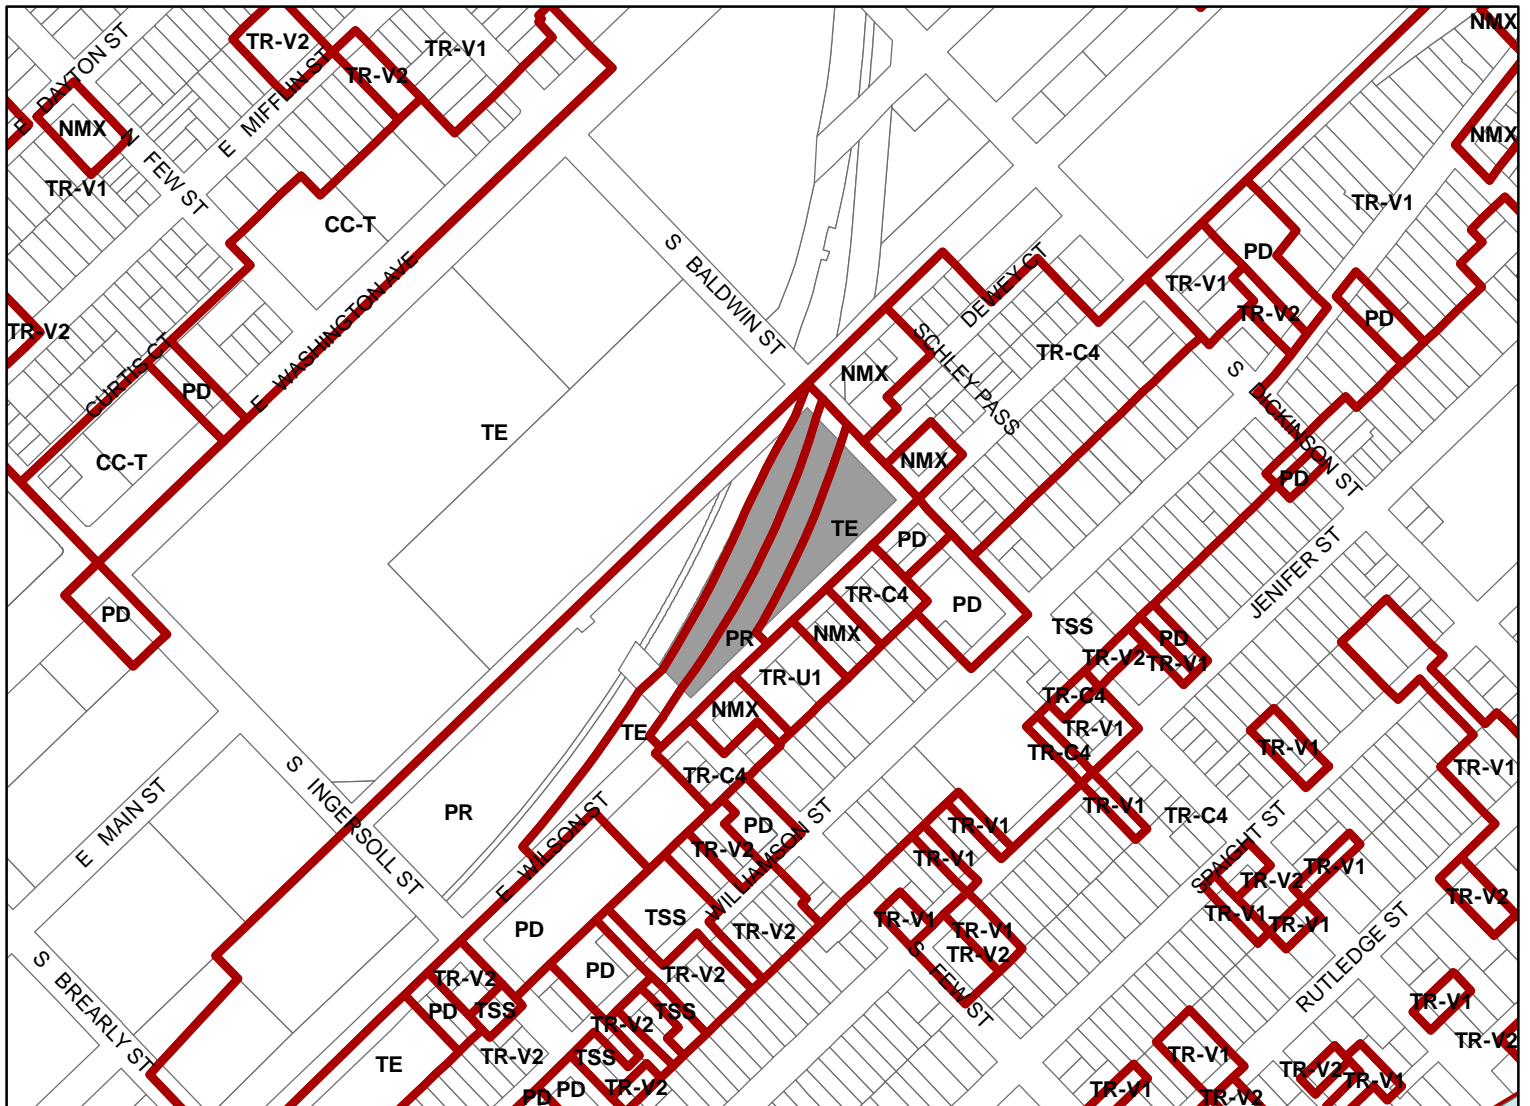 NMX
TR-V2
TR-V1
E DAYTON ST
TR-V2
NMX
E MIFFLIN ST
NMX
N FEW ST
TR-V1
TR-V1
CC-T
PD
S BALDWIN ST
DEWEY CT
TR-V1
TR-V2
PD
TR-V2
E WASHINGTON AVE
SCHLEY PASS
TR-C4
CURTIS CT
NMX
PD
S DICKINSON ST
TE
CC-T
NMX
PD
TE
PD
JENIFER ST
TR-C4
PD
PD
TSS
NMX
PR
PD
TR-V2
TR-V1
TR-U1
TR-C4
NMX
TR-V1
TE
TR-C4
TR-V1
TR-V1
TR-C4
S INGERSOLL ST
TR-V1
PR
E MAIN ST
TR-C4
E WILSON ST
PD
WILLIAMSON ST
TR-V1
TR-V2
TR-V1
SPAIGHT ST
TR-V1
TR-V2
TR-V2
TR-V1
TSS
TR-V1
TR-V1
PD
TR-V2
TR-V1
TR-V2
RUTLEDGE ST
S FEW ST
PD
TR-V2
TR-V2
S BREARLY ST
PD
TSS
TSS
TR-V1
TR-V2
TR-V2
TSS
TR-V1
TR-V2
TE
TR-V2
TR-V1
PD
PD
TR-V2
TR-V1
TR-V2